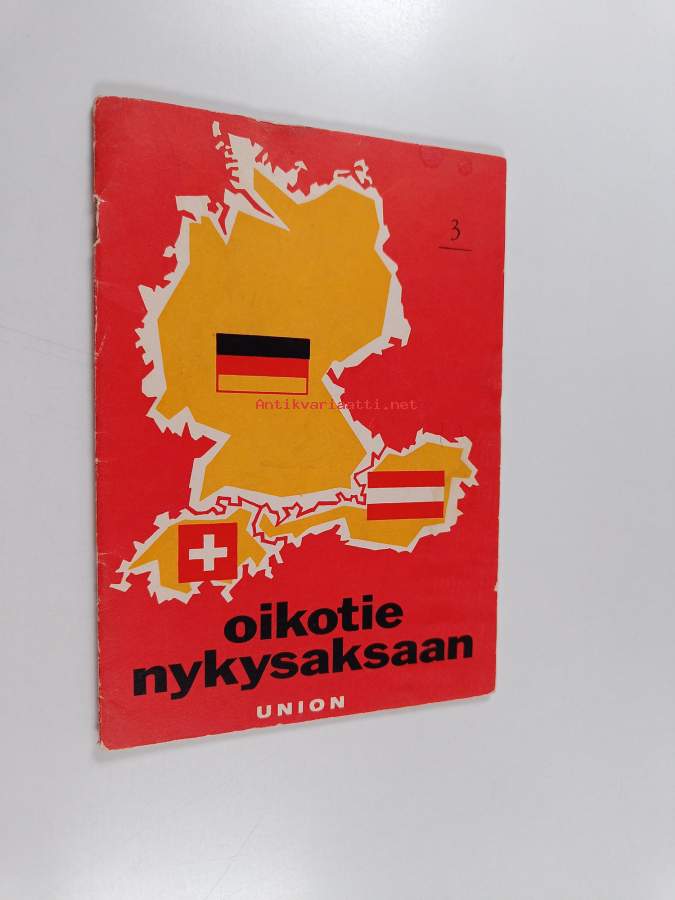 3
Antikvariaatti.net
oikotie
nykysaksaan
UNION